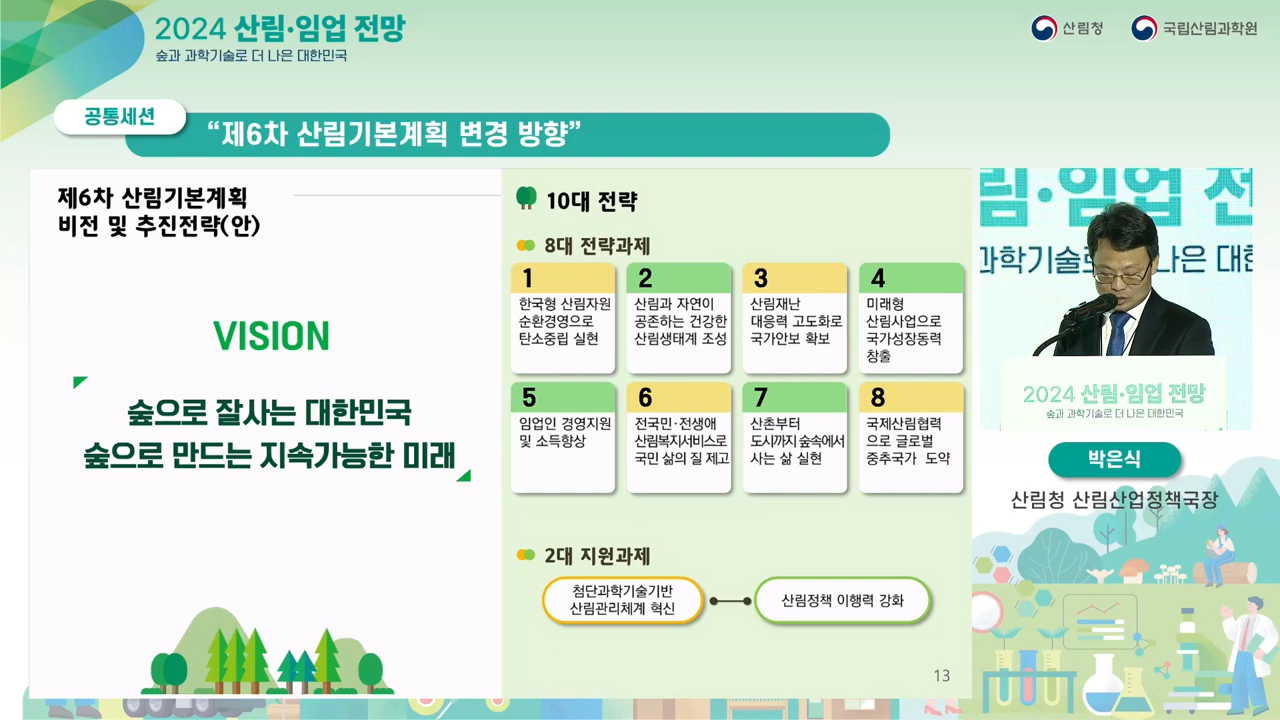 2024 산림·임업 전망
숲과 과학기술로 더 나은 대한민국
산림청
국립산림과학원
공통세션
“제6차 산림기본계획 변경 방향”
제6차 산림기본계획
비전 및 추진전략(안)
VISION
숲으로 잘사는 대한민국
숲으로 만드는 지속가능한 미래
10대 전략
8대 전략과제
1
한국형 산림자원
순환경영으로
탄소중립 실현
2
산림과 자연이
공존하는 건강한
산림생태계 조성
3
산림재난
대응력 고도화로
국가안보 확보
4
미래형
산림사업으로
국가성장동력
창출
5
임업인 경영지원
및 소득향상
6
전국민·전생애
산림복지서비스로
국민 삶의 질 제고
7
산촌부터
도시까지 숲속에서
사는 삶 실현
8
국제산림협력
으로 글로벌
중추국가 도약
2대 지원과제
첨단과학기술기반
산림관리체계 혁신
산림정책 이행력 강화
13
림·임업 전
과학기술로 나은 대한
2024 산림·임업 전망
숲과 과학기술로 더 나은 대한민국
박은식
산림청 산림산업정책국장